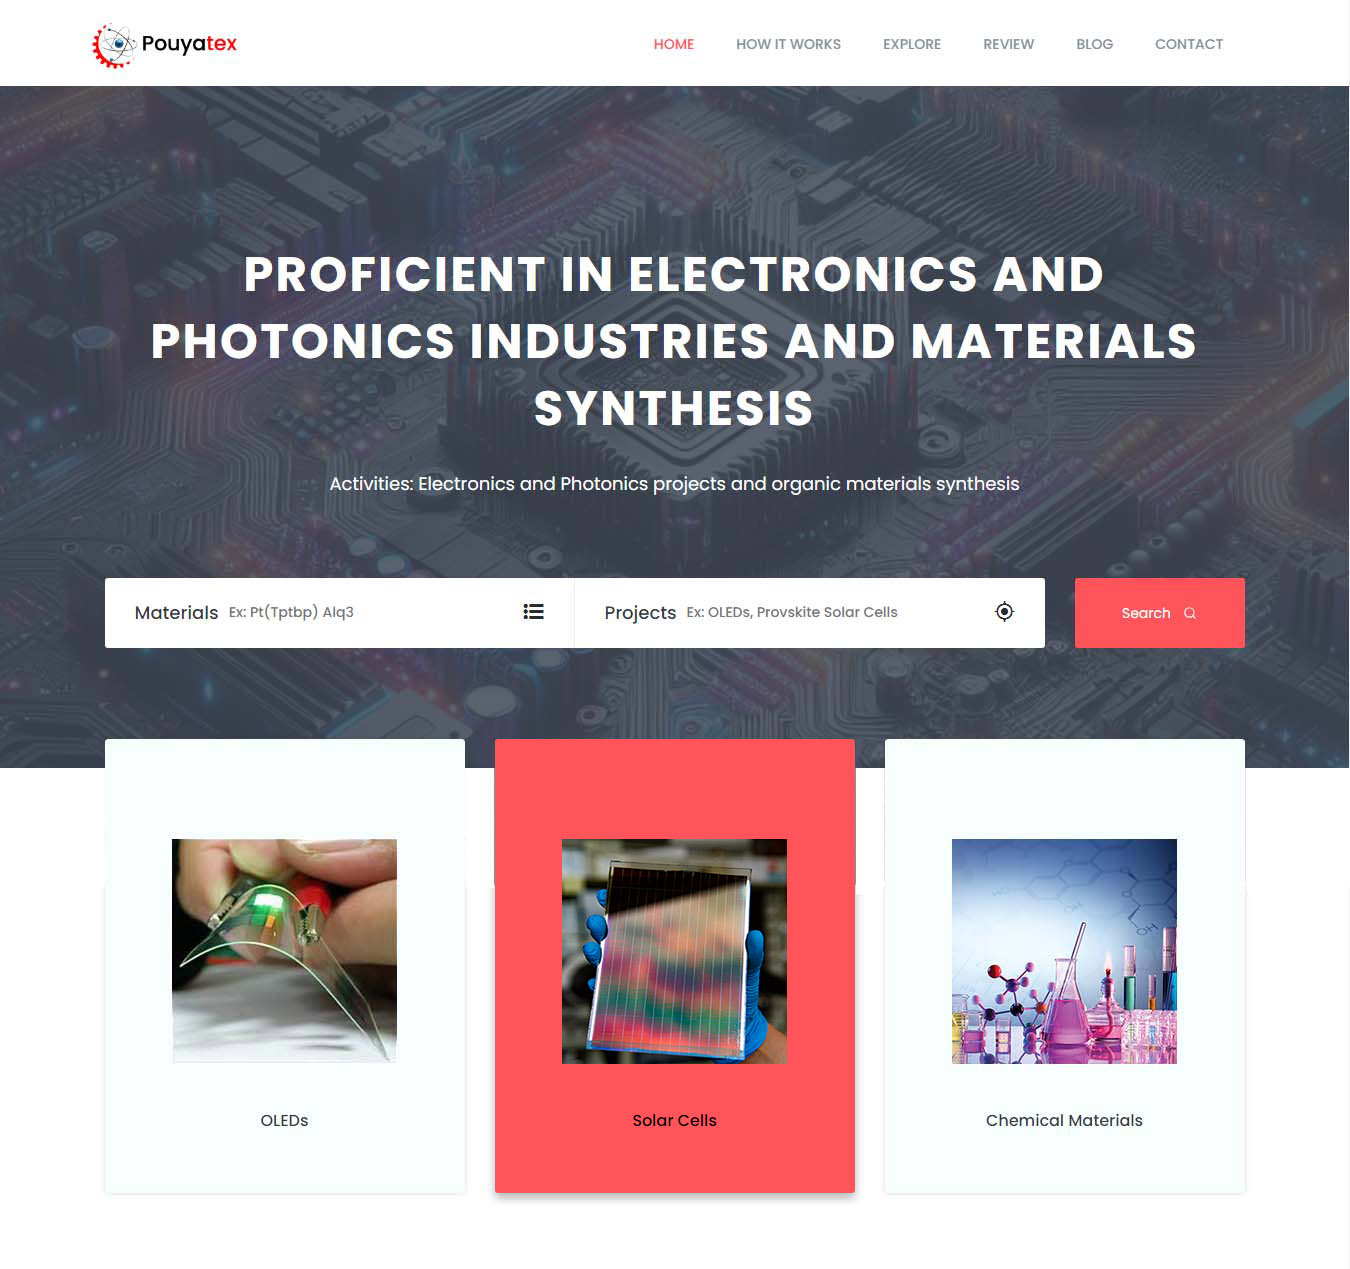 Pouyatex
HOME
HOW IT WORKS
EXPLORE
REVIEW
BLOG
CONTACT
PROFICIENT IN ELECTRONICS AND
PHOTONICS INDUSTRIES AND MATERIALS
SYNTHESIS
Activities: Electronics and Photonics projects and organic materials synthesis
Materials Ex: Pt(Tptbp) Alq3
Projects Ex: OLEDs, Provskite Solar Cells
Search
OH
OLEDs
Solar Cells
Chemical Materials